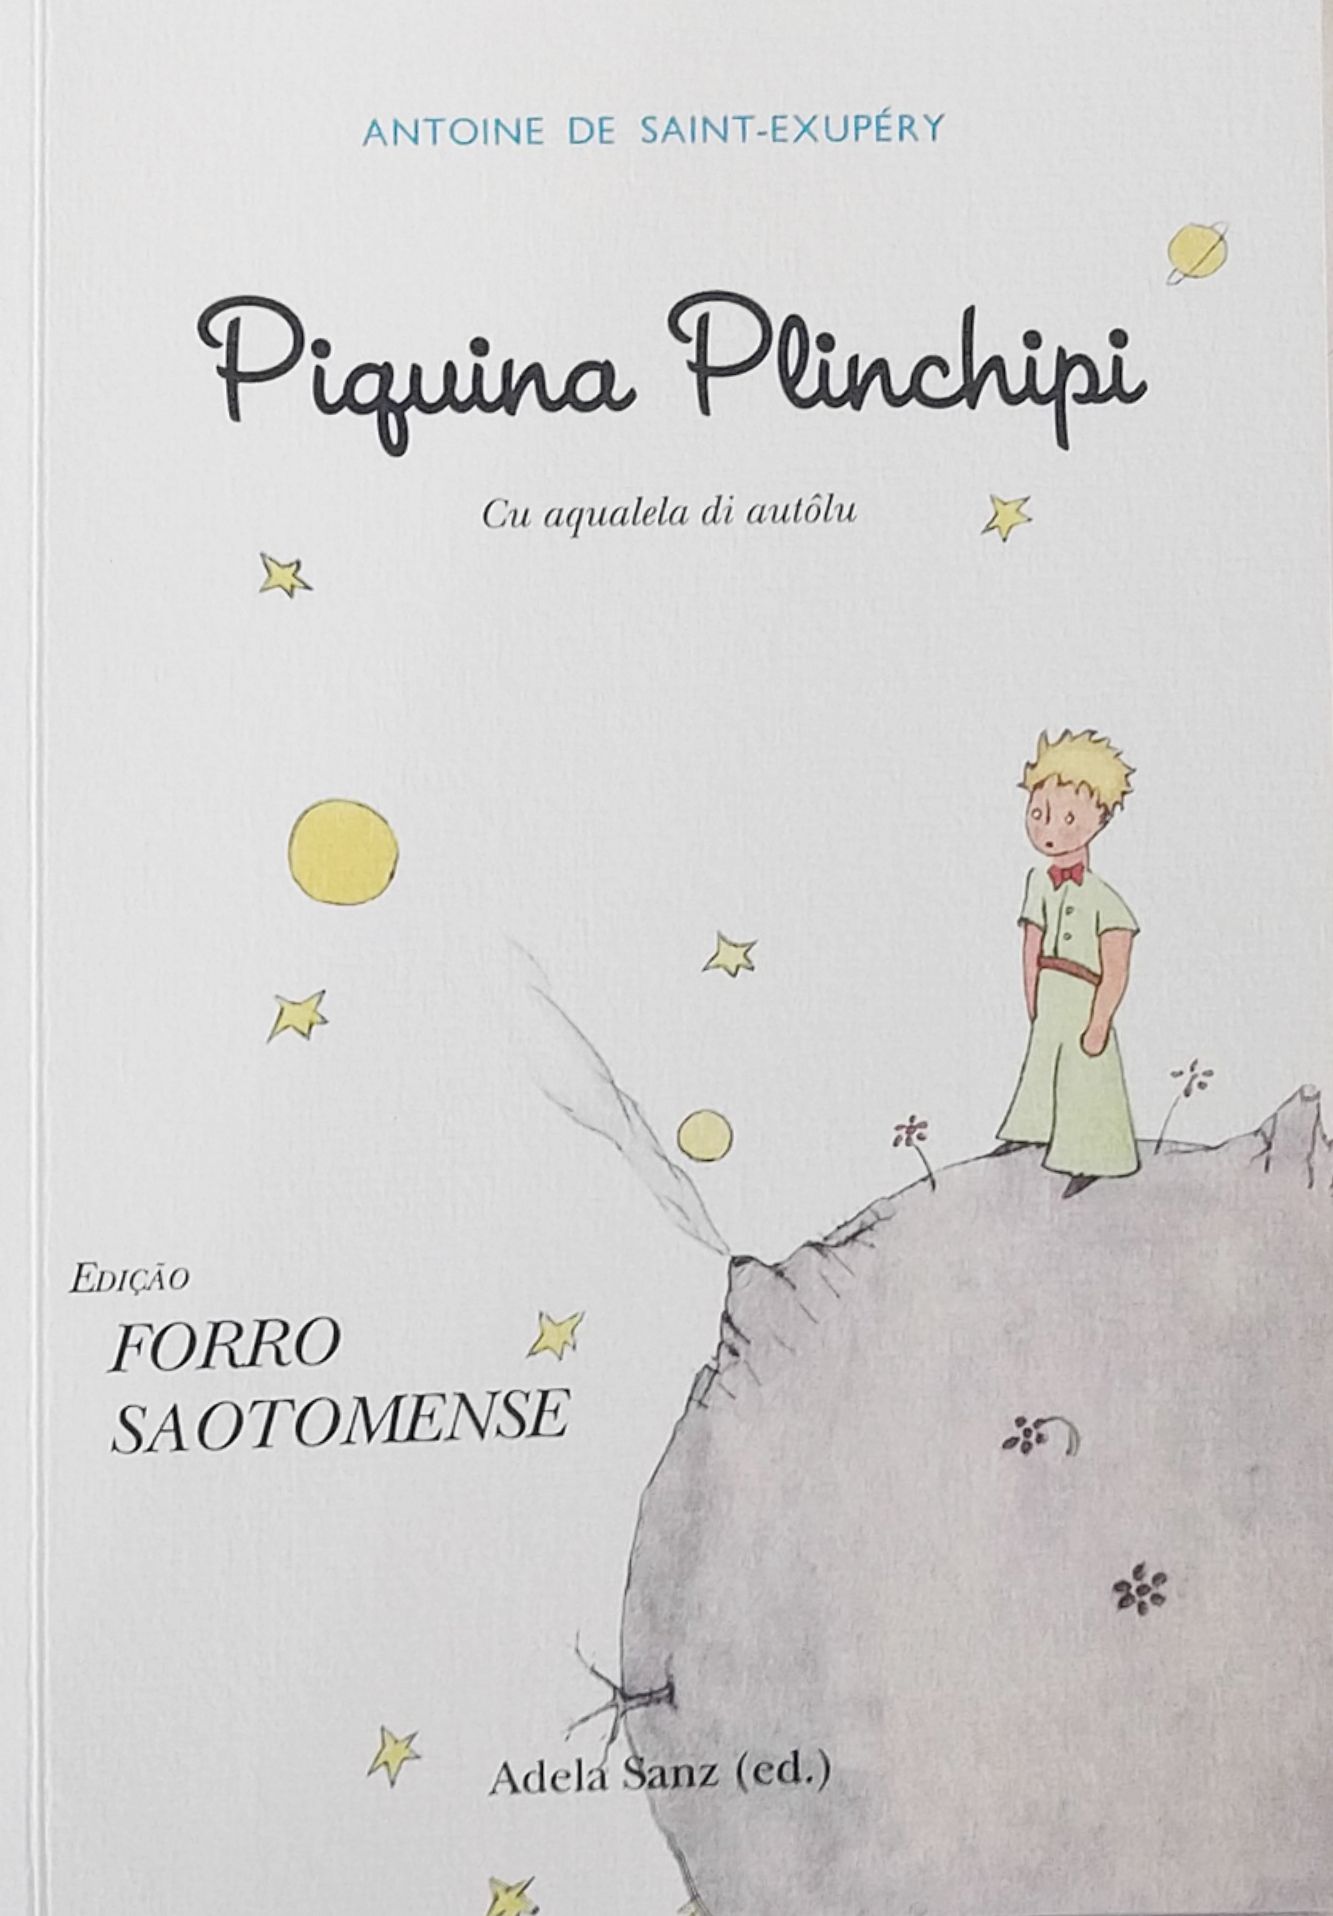 ANTOINE DE SAINT-EXUPÉRY
Piquina Plinchipi
Cu aqualela di autôlu
EDIÇÃO
FORRO
SAOTOMENSE
Adela Sanz (ed.)